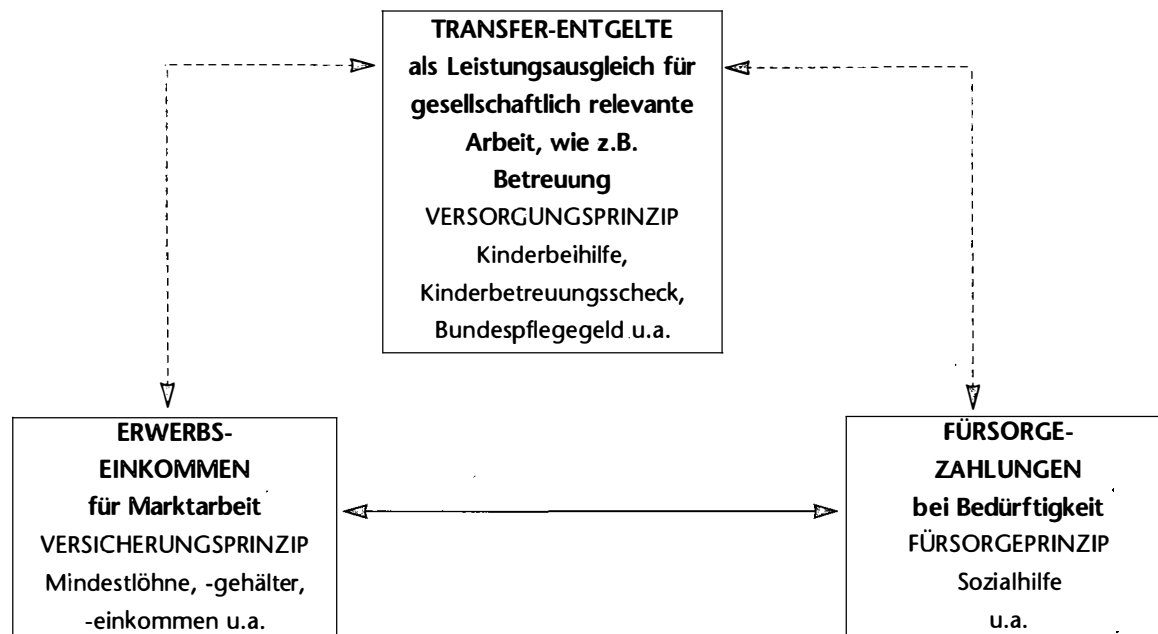 TRANSFER-ENTGELTE
als Leistungsausgleich für
gesellschaftlich relevante
Arbeit, wie z.B.
Betreuung
VERSORGUNGSPRINZIP
Kinderbeihilfe,
Kinderbetreuungsscheck,
Bundespflegegeld u.a.
ERWERBS-
EINKOMMEN
für Marktarbeit
VERSICHERUNGSPRINZIP
Mindestlöhne, -gehälter,
-einkommen u.a.
FÜRSORGE-
ZAHLUNGEN
bei Bedürftigkeit
FÜRSORGEPRINZIP
Sozialhilfe
u.a.